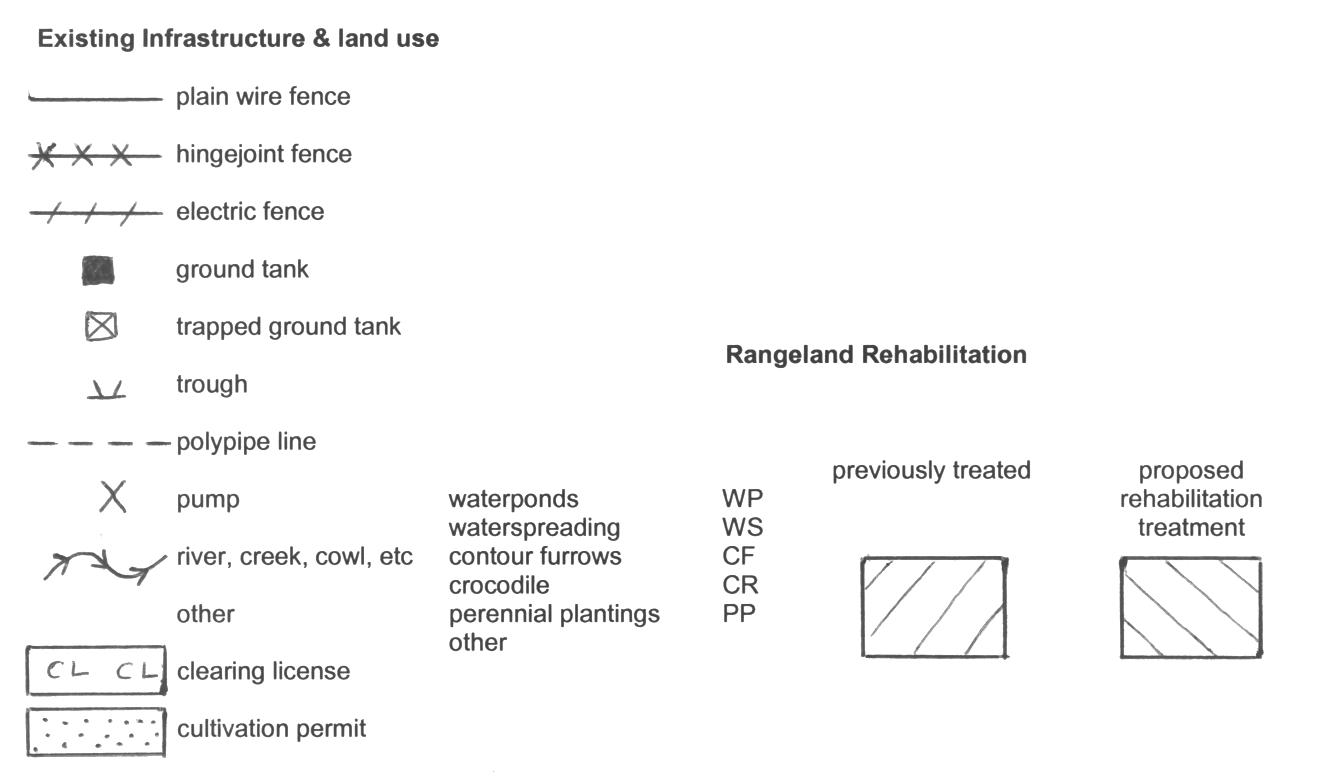 Existing Infrastructure & land use
plain wire fence
hingejoint fence
electric fence
ground tank
trapped ground tank
trough
polypipe line
pump
river, creek, cowl, etc
other
CL CL clearing license
cultivation permit
Rangeland Rehabilitation
previously treated
proposed
rehabilitation
treatment
waterponds WP
waterspreading WS
contour furrows CF
crocodile CR
perennial plantings PP
other